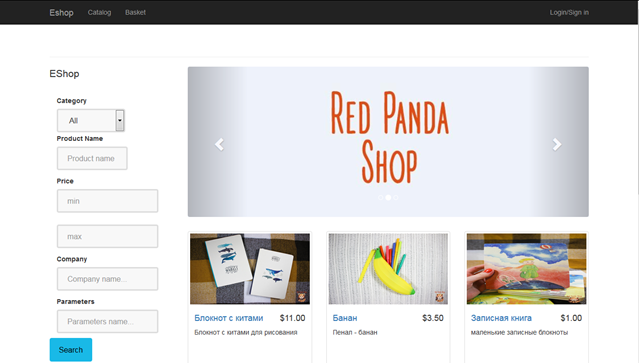 Eshop Catalog Basket Login/Sign in
EShop
Category
All
Product Name
Product name
Price
min
max
Company
Company name...
Parameters
Parameters name...
Search
RED PANDA
SHOP
Блокнот с китами $11.00
Блокнот с китами для рисования
Банан $3.50
Пенал - банан
Записная книга $1.00
маленькие записные блокноты